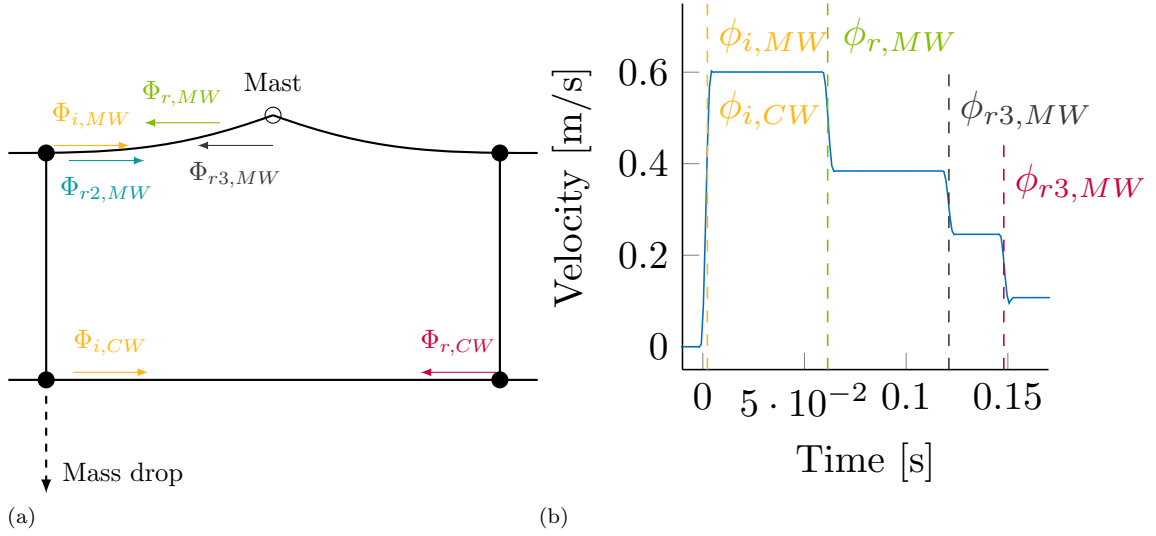 Mast
Φr,MW
Φi,MW
Φr3,MW
Φr2,MW
Φi,CW
Φr,CW
Mass drop
(a)
ϕi,MW ϕr,MW
ϕi,CW
ϕr3,MW
ϕr3,MW
Velocity [m/s]
0.6
0.4
0.2
0
0 5 · 10−2 0.1 0.15
Time [s]
(b)